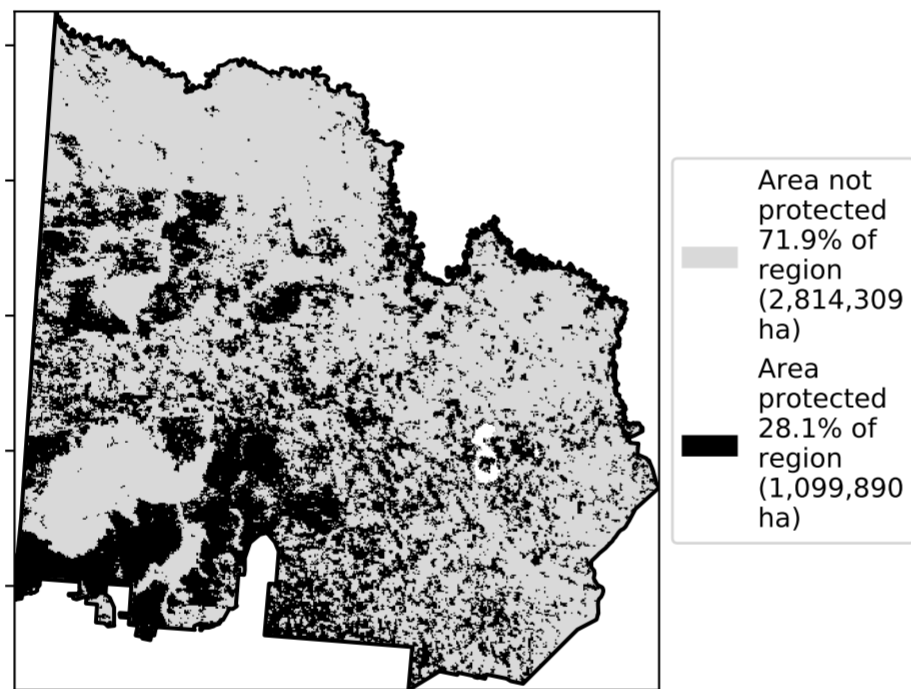 Area not
protected
71.9% of
region
(2,814,309
ha)
Area
protected
28.1% of
region
(1,099,890
ha)